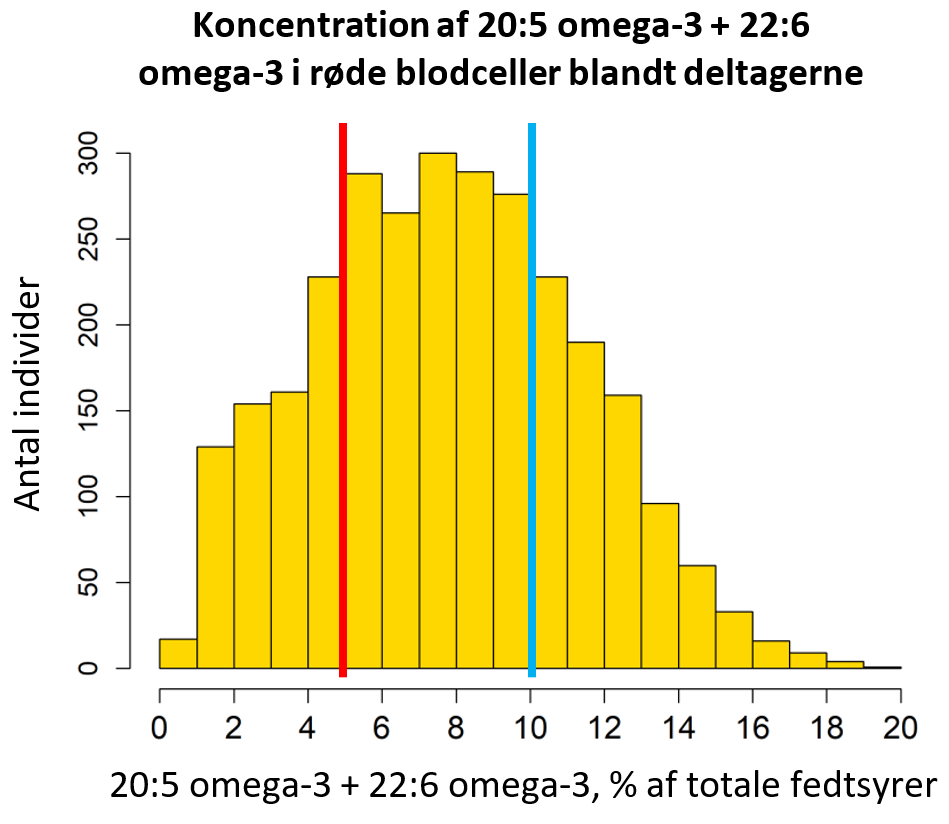 Koncentration af 20:5 omega-3 + 22:6
omega-3 i røde blodceller blandt deltagerne
Antal individer
300
250
200
150
100
50
0
0 2 4 6 8 10 12 14 16 18 20
20:5 omega-3 + 22:6 omega-3, % af totale fedtsyrer